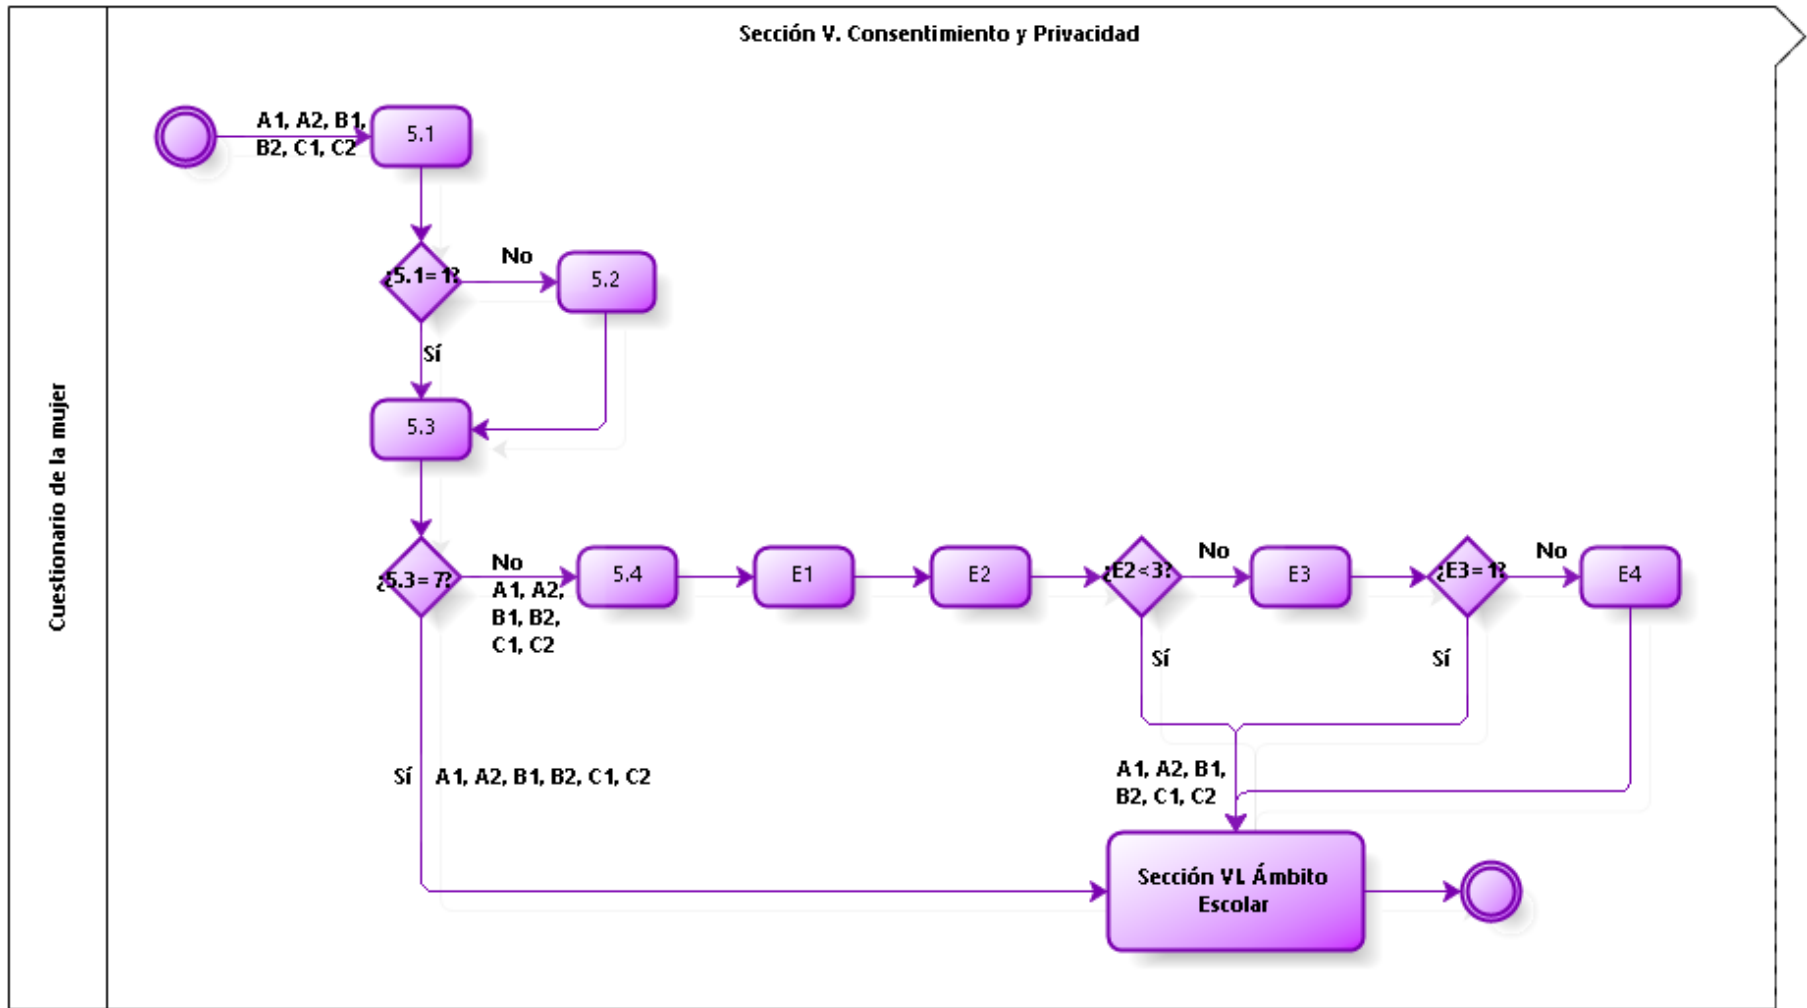 Sección V. Consentimiento y Privacidad
Cuestionario de la mujer
A1, A2, B1,
B2, C1, C2
5.1
¿5.1=1?
No
5.2
Sí
5.3
¿5.3=7?
No
A1, A2,
B1, B2,
C1, C2
5.4
E1
E2
¿E2<3?
No
E3
¿E3=1?
No
E4
Sí
Sí
Sí
A1, A2, B1, B2, C1, C2
A1, A2, B1,
B2, C1, C2
Sección VI. Ámbito
Escolar